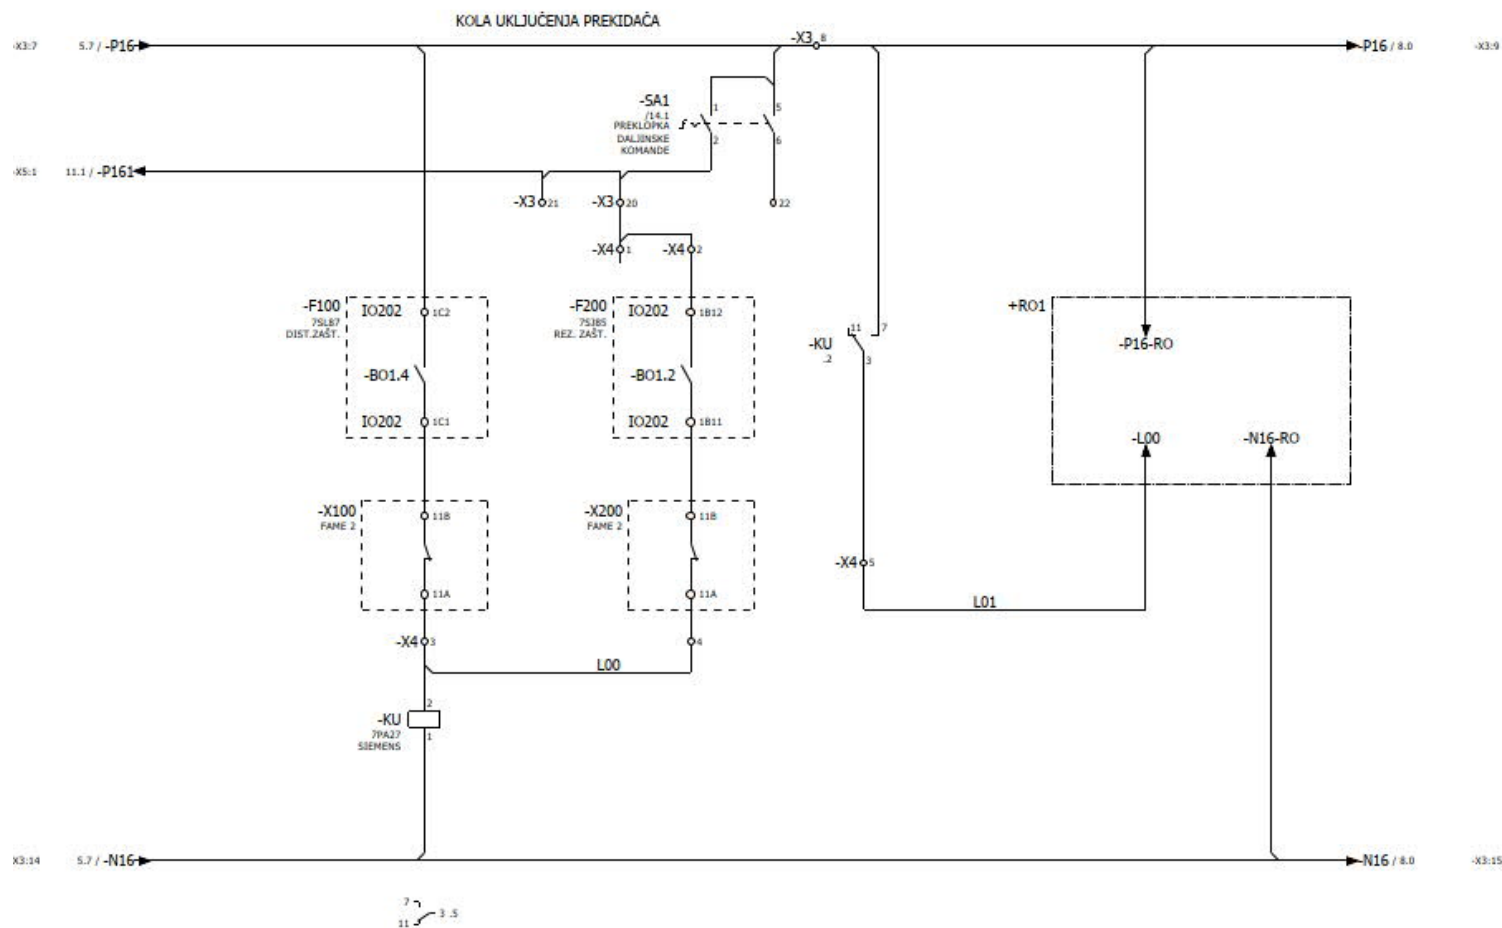 KOLA UKLJUČENJA PREKIDAČA
-X3:7 5.7 / -P16
-X3 8
-P16 / 8.0 -X3:9
-SA1
/14.1
PREKLOPKA
DALJINSKE
KOMANDE
1 5
2 6
-X5:1 11.1 / -P161
-X3 21 -X3 20 22
-X4 1 -X4 2
-F100
7SL87
DIST.ZAŠT.
IO202 1C2
-BO1.4
IO202 1C1
-F200
7SJ85
REZ. ZAŠT.
IO202 1B12
-BO1.2
IO202 1B11
-KU
.2
11 7
3
+RO1
-P16-RO
-L00 -N16-RO
-X100
FAME 2
11B
11A
-X200
FAME 2
11B
11A
-X4 5
L01
-X4 3 4
L00
-KU
7PA27
SIEMENS
2
1
X3:14 5.7 / -N16
-N16 / 8.0 -X3:15
7
11 3 .5